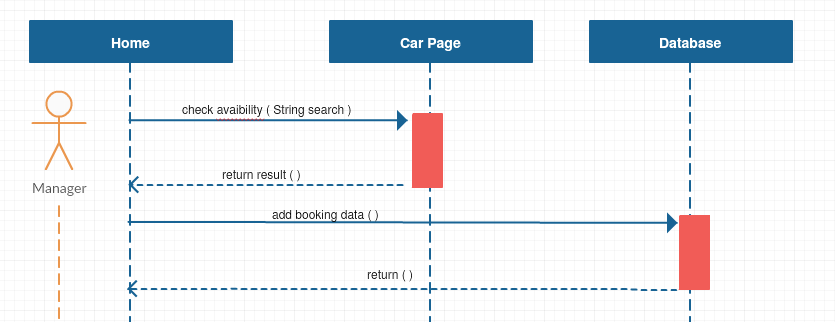 Home
Car Page
Database
check avaibility ( String search )
Manager
return result ( )
add booking data ( )
return ( )